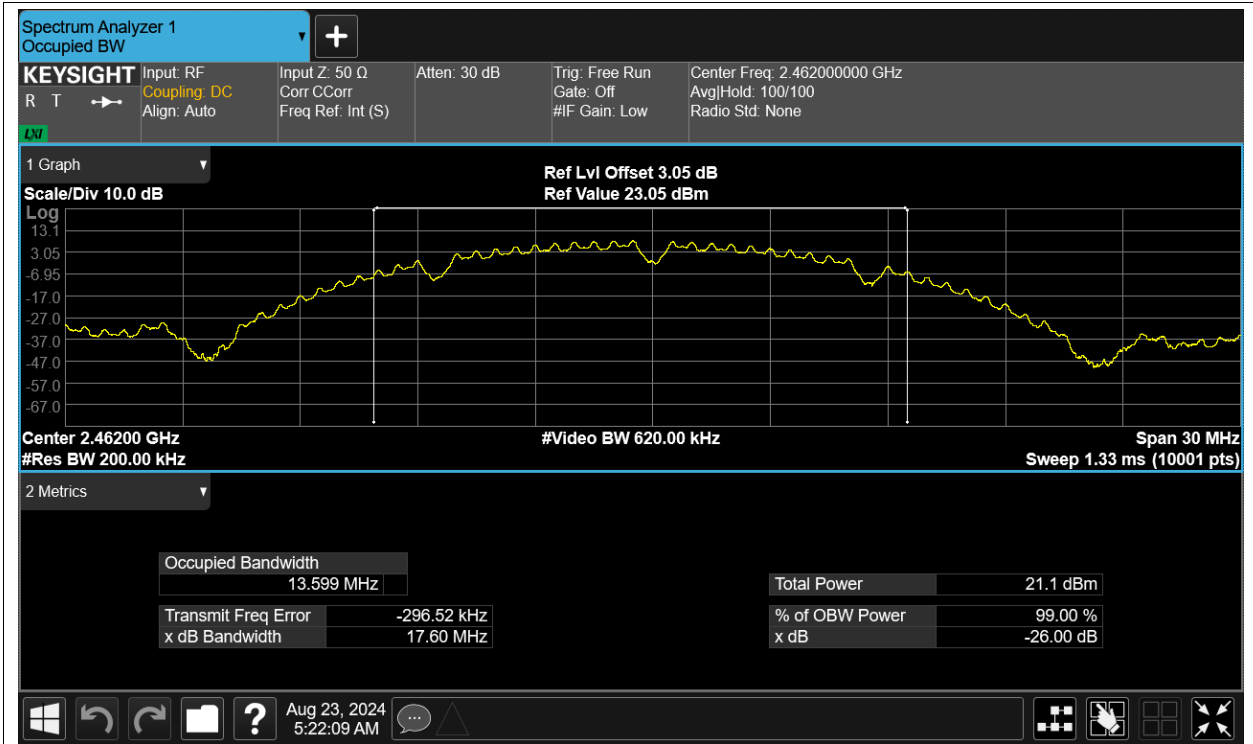 Spectrum Analyzer 1
Occupied BW
KEYSIGHT
R T
LXI
Input: RF
Coupling: DC
Align: Auto
Input Z: 50 Ω
Corr CCorr
Freq Ref: Int (S)
Atten: 30 dB
Trig: Free Run
Gate: Off
#IF Gain: Low
Center Freq: 2.462000000 GHz
Avg|Hold: 100/100
Radio Std: None
1 Graph
Scale/Div 10.0 dB
Ref Lvl Offset 3.05 dB
Ref Value 23.05 dBm
Log
13.1
3.05
-6.95
-17.0
-27.0
-37.0
-47.0
-57.0
-67.0
Center 2.46200 GHz
#Video BW 620.00 kHz
Span 30 MHz
#Res BW 200.00 kHz
Sweep 1.33 ms (10001 pts)
2 Metrics
Occupied Bandwidth
13.599 MHz
Total Power 21.1 dBm
Transmit Freq Error -296.52 kHz
% of OBW Power 99.00 %
x dB Bandwidth 17.60 MHz
x dB -26.00 dB
?
Aug 23, 2024
5:22:09 AM